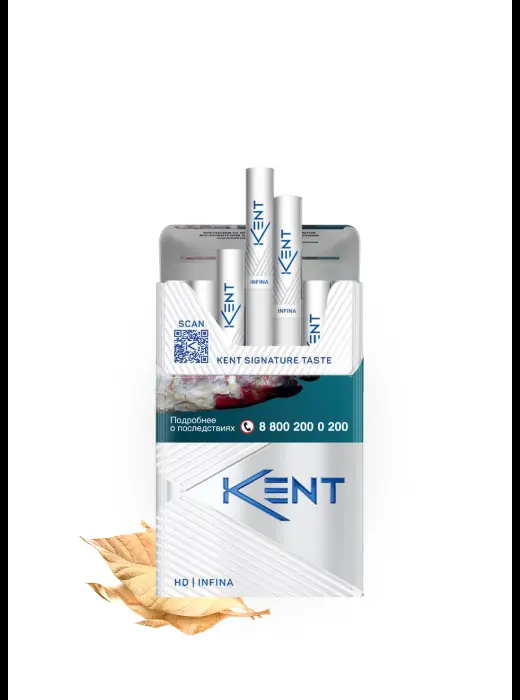 KENT
INFINA
KENT
INFINA
KENT
ENT
SCAN
KENT SIGNATURE TASTE
Подробнее
о последствиях
8 800 200 0 200
KENT
HD | INFINA